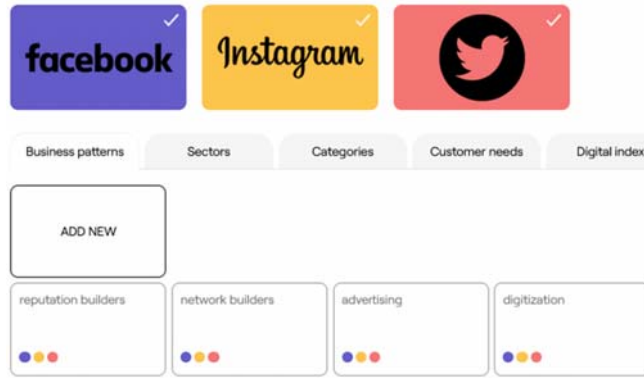 facebook
Instagram
Business patterns
Sectors
Categories
Customer needs
Digital index
ADD NEW
reputation builders
network builders
advertising
digitization